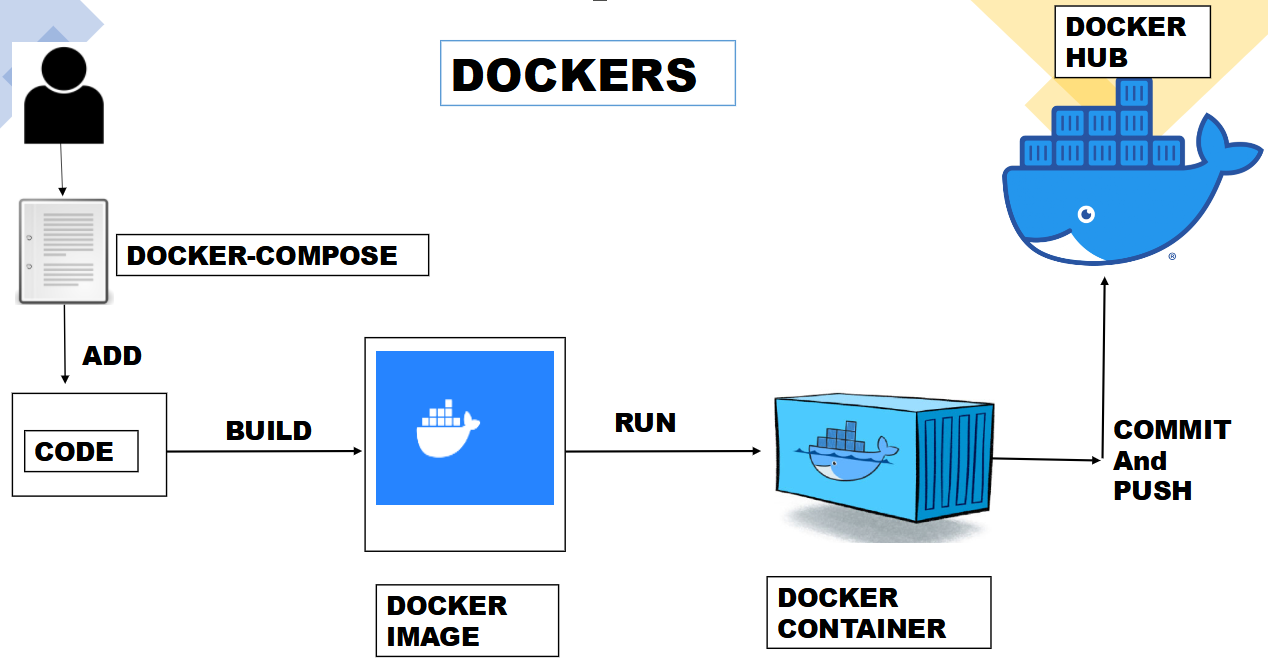 DOCKERS
DOCKER
HUB
DOCKER-COMPOSE
ADD
CODE
BUILD
RUN
COMMIT
And
PUSH
DOCKER
IMAGE
DOCKER
CONTAINER
®